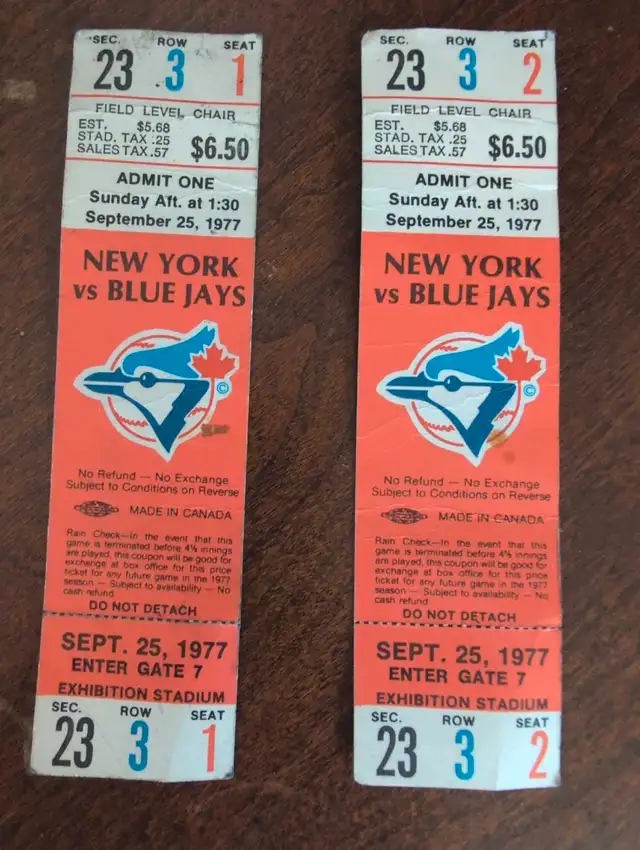 SEC. ROW SEAT
23 3 1
FIELD LEVEL CHAIR
EST. $5.68
STAD. TAX .25
SALES TAX .57 $6.50
ADMIT ONE
Sunday Aft. at 1:30
September 25, 1977
NEW YORK
vs BLUE JAYS
©
No Refund — No Exchange
Subject to Conditions on Reverse
MADE IN CANADA
Rain Check—In the event that this
game is terminated before 4½ innings
are played, this coupon will be good for
exchange at box office for this price
ticket for any future game in the 1977
season — Subject to availability — No
cash refund
DO NOT DETACH
SEPT. 25, 1977
ENTER GATE 7
EXHIBITION STADIUM
SEC. ROW SEAT
23 3 1
SEC. ROW SEAT
23 3 2
FIELD LEVEL CHAIR
EST. $5.68
STAD. TAX .25
SALES TAX .57 $6.50
ADMIT ONE
Sunday Aft. at 1:30
September 25, 1977
NEW YORK
vs BLUE JAYS
©
No Refund — No Exchange
Subject to Conditions on Reverse
MADE IN CANADA
Rain Check—In the event that this
game is terminated before 4½ innings
are played, this coupon will be good for
exchange at box office for this price
ticket for any future game in the 1977
season — Subject to availability — No
cash refund
DO NOT DETACH
SEPT. 25, 1977
ENTER GATE 7
EXHIBITION STADIUM
SEC. ROW SEAT
23 3 2